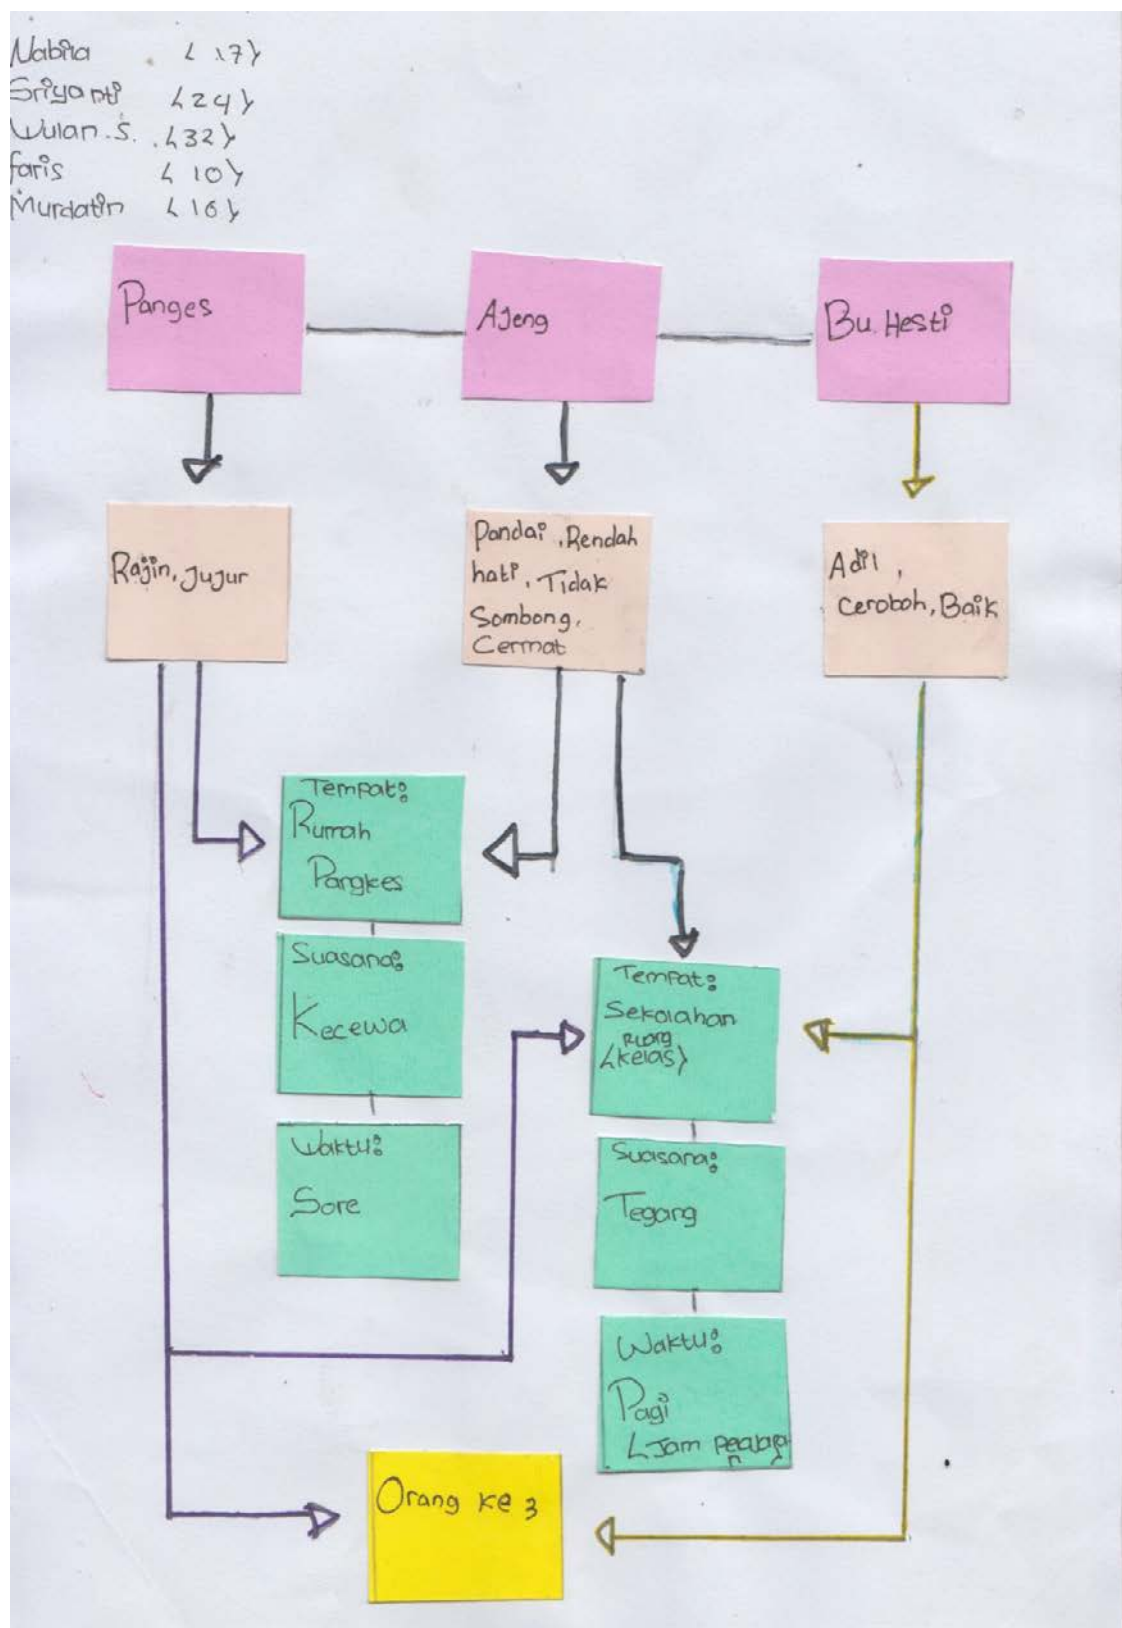 Nabila <17>
Sriyanti <24>
Wulan.S. <32>
faris <10>
Murdatin <16>
Panges
Ajeng
Bu. Hesti
Rajin, Jujur
Pandai, Rendah
hati, Tidak
Sombong,
Cermat
Adil,
Ceroboh, Baik
Tempat:
Rumah
Pangkes
Suasana:
Kecewa
Waktu:
Sore
Tempat:
Sekolahan
Ruang
<kelas>
Suasana:
Tegang
Waktu:
Pagi
<Jam
Orang ke 3